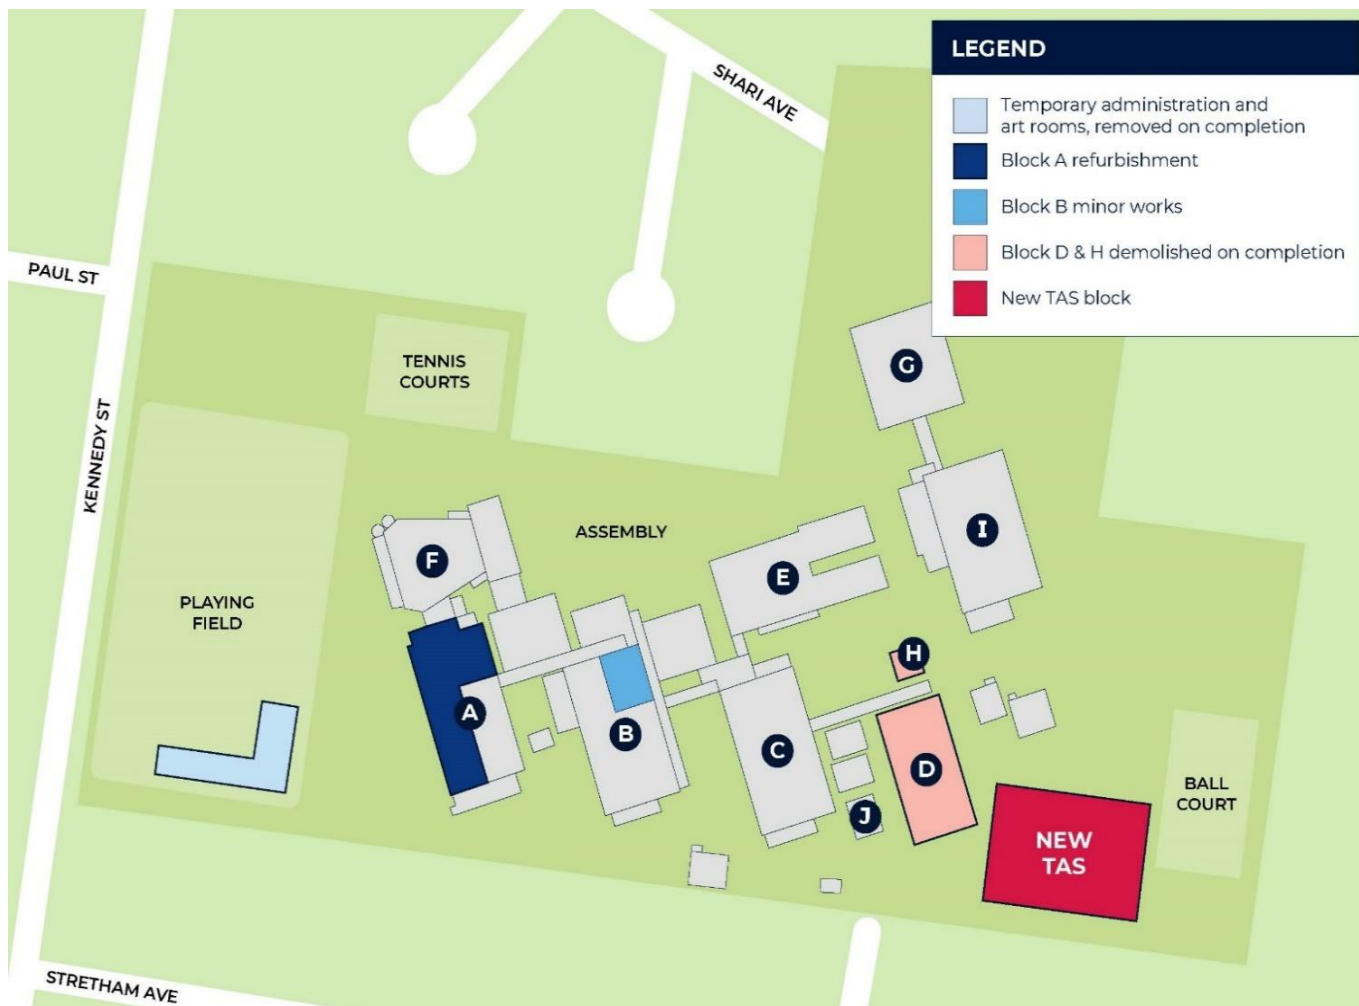 LEGEND
Temporary administration and
art rooms, removed on completion
Block A refurbishment
Block B minor works
Block D & H demolished on completion
New TAS block
SHARI AVE
PAUL ST
KENNEDY ST
TENNIS
COURTS
G
ASSEMBLY
I
F
E
PLAYING
FIELD
H
A
B
C
D
J
BALL
COURT
NEW
TAS
STRETHAM AVE